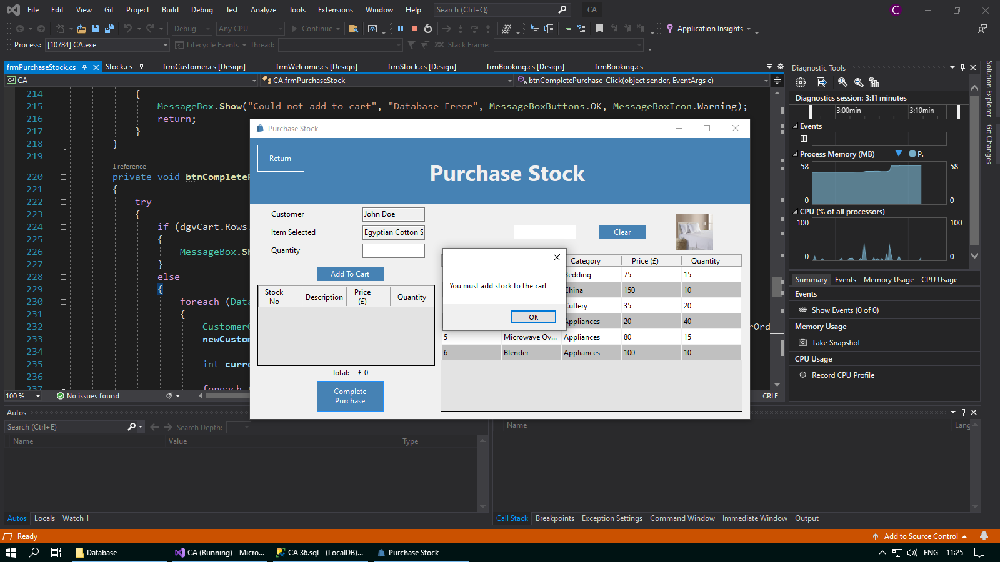 File Edit View Git Project Build Debug Test Analyze Tools Extensions Window Help Search (Ctrl+Q) CA C
Debug Any CPU Continue Application Insights
Process: [10784] CA.exe Lifecycle Events Thread: Stack Frame:
frmPurchaseStock.cs Stock.cs frmCustomer.cs [Design] frmWelcome.cs [Design] frmStock.cs [Design] frmBooking.cs [Design] frmBooking.cs
C# CA CA.frmPurchaseStock btnCompletePurchase_Click(object sender, EventArgs e)
214 {
215 MessageBox.Show("Could not add to cart", "Database Error", MessageBoxButtons.OK, MessageBoxIcon.Warning);
216 return;
217 }
218 }
219
1 reference
220 private void btnComplete
221 {
222 try
223 {
224 if (dgvCart.Rows.
225 {
226 MessageBox.S
227 }
228 else
229 {
230 foreach (Data
231 {
232 Customer erOrd
233 newCustom
234
235 int curre
236
237 foreach (
100 % No issues found CRLF
Purchase Stock
Return
Purchase Stock
Customer John Doe
Item Selected Egyptian Cotton S
Quantity
Clear
Add To Cart
Stock No Description Price (£) Quantity
Total: £ 0
Complete Purchase
Category Price (£) Quantity
Bedding 75 15
China 150 10
Cutlery 35 20
Appliances 20 40
5 Microwave Ov... Appliances 80 15
6 Blender Appliances 100 10
You must add stock to the cart
OK
Diagnostic Tools
Diagnostics session: 3:11 minutes
3:00min 3:10min
Events
Process Memory (MB) P..
58 58
0 0
CPU (% of all processors)
100 100
0 0
Summary Events Memory Usage CPU Usage
Events
Show Events (0 of 0)
Memory Usage
Take Snapshot
CPU Usage
Record CPU Profile
Solution Explorer
Git Changes
Autos
Search (Ctrl+E) Search Depth:
Name Value Type
Name Lang
Autos Locals Watch 1
Call Stack Breakpoints Exception Settings Command Window Immediate Window Output
Ready Add to Source Control
Database CA (Running) - Micro... CA 36.sql - (LocalDB)... Purchase Stock ENG 11:25